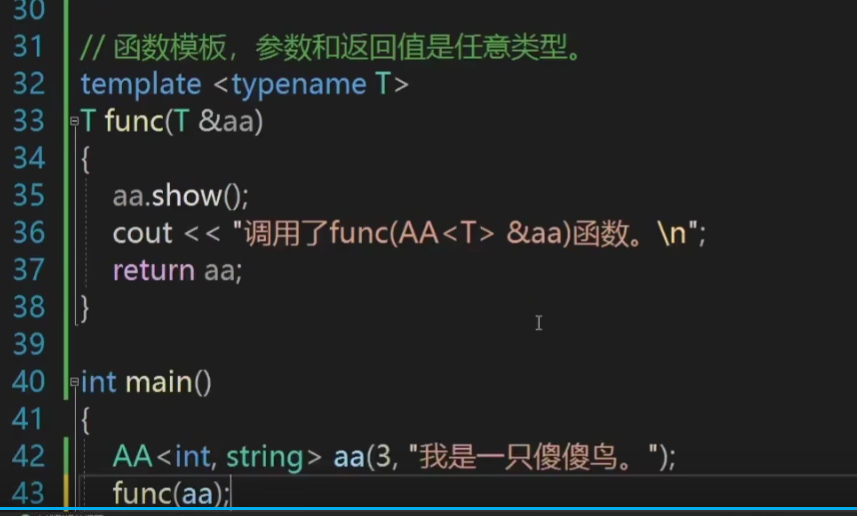 30
31 // 函数模板，参数和返回值是任意类型。
32 template <typename T>
33 T func(T &aa)
34 {
35 aa.show();
36 cout << "调用了func(AA<T> &aa)函数。\n";
37 return aa;
38 }
39
40 int main()
41 {
42 AA<int, string> aa(3, "我是一只傻傻鸟。");
43 func(aa);